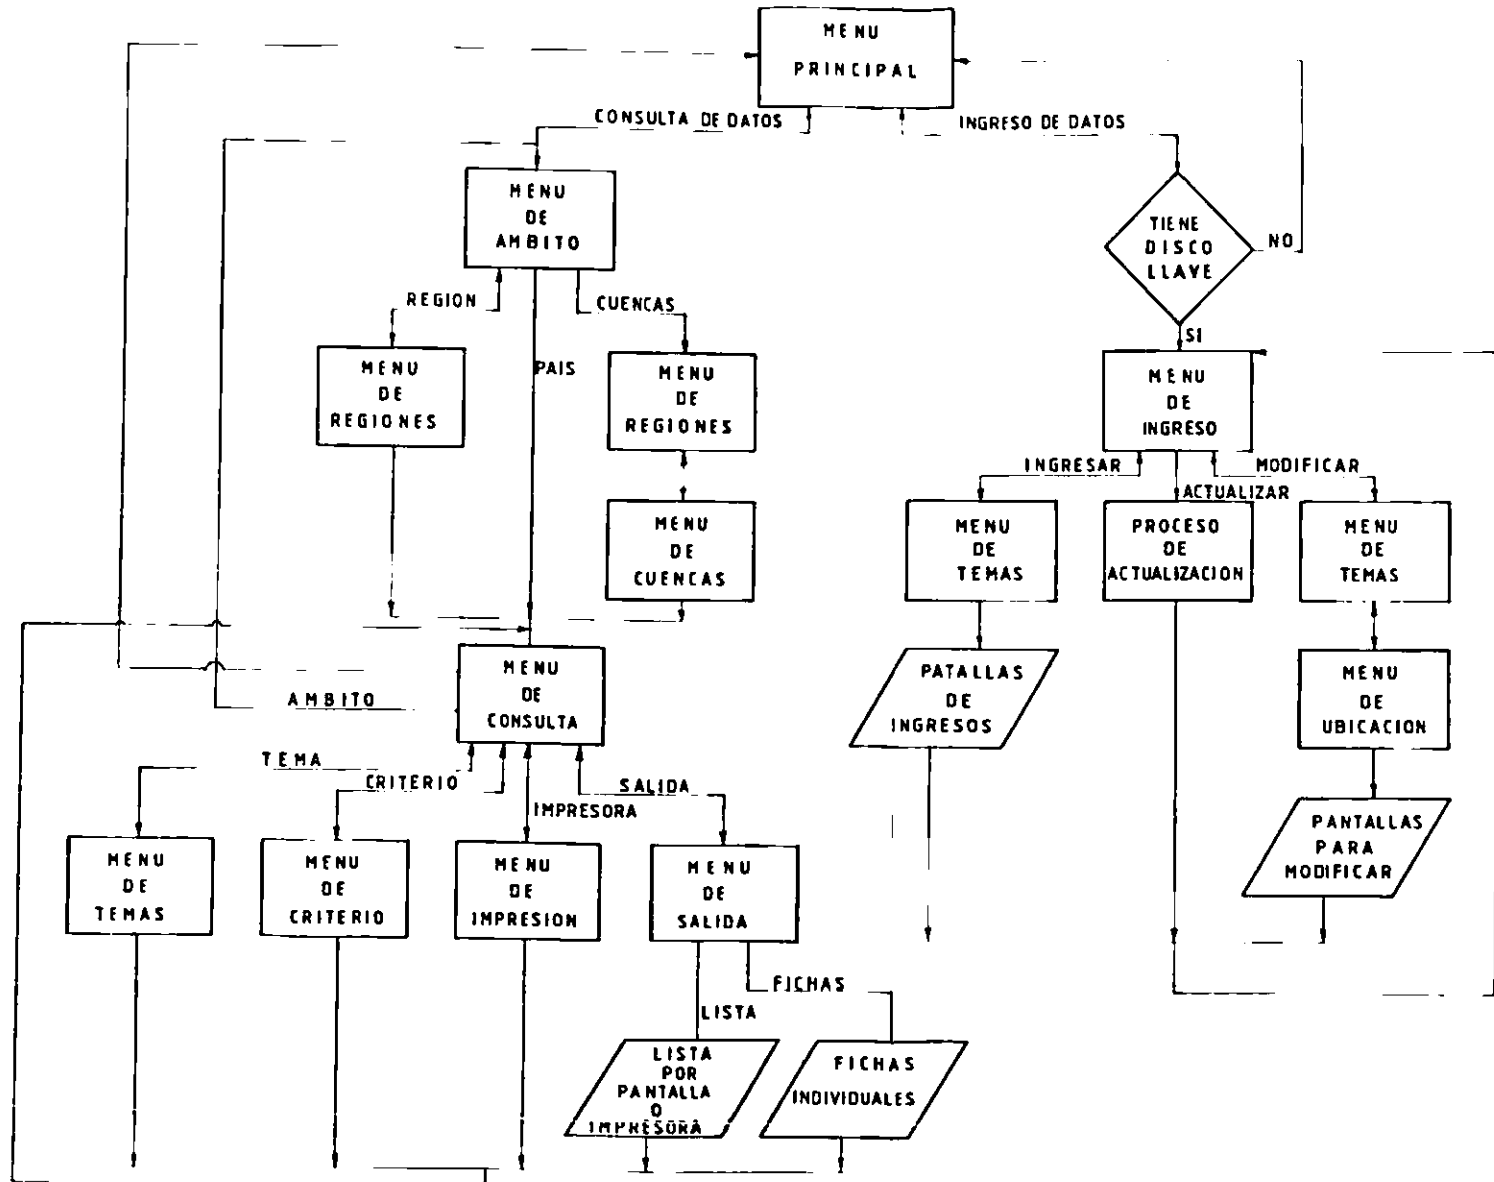 MENU
PRINCIPAL
CONSULTA DE DATOS
INGRESO DE DATOS
MENU
DE
AMBITO
TIENE
DISCO
LLAVE
NO
SI
REGION
CUENCAS
PAIS
MENU
DE
REGIONES
MENU
DE
REGIONES
MENU
DE
INGRESO
INGRESAR
MODIFICAR
ACTUALIZAR
MENU
DE
CUENCAS
MENU
DE
TEMAS
PROCESO
DE
ACTUALIZACION
MENU
DE
TEMAS
MENU
DE
CONSULTA
AMBITO
PATALLAS
DE
INGRESOS
MENU
DE
UBICACION
TEMA
CRITERIO
IMPRESORA
SALIDA
PANTALLAS
PARA
MODIFICAR
MENU
DE
TEMAS
MENU
DE
CRITERIO
MENU
DE
IMPRESION
MENU
DE
SALIDA
FICHAS
LISTA
LISTA
POR
PANTALLA
O
IMPRESORA
FICHAS
INDIVIDUALES